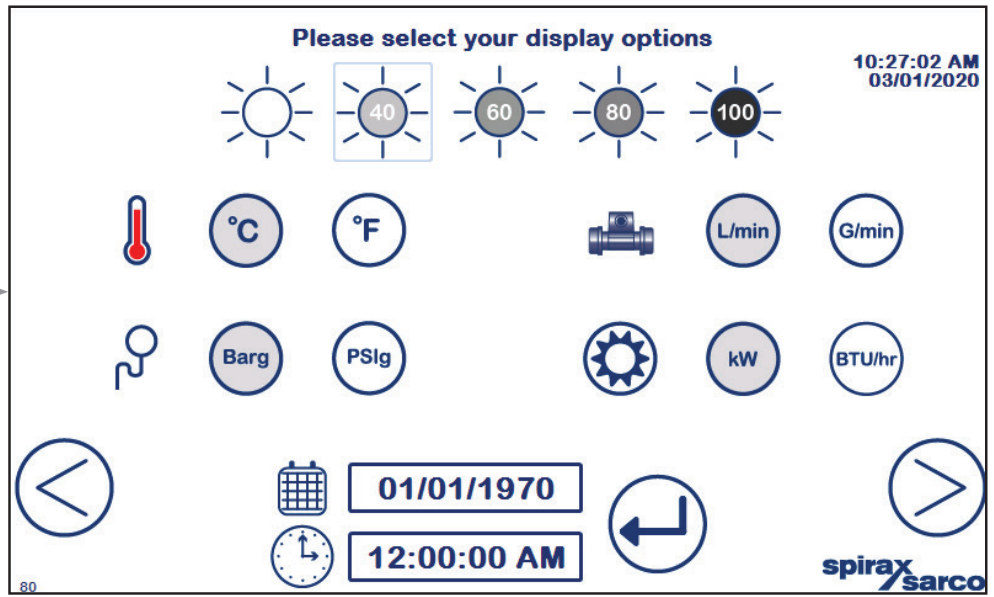 Please select your display options
10:27:02 AM
03/01/2020
40 60 80 100
°C °F L/min G/min
Barg PSIg kW BTU/hr
01/01/1970
12:00:00 AM
80
spirax
sarco